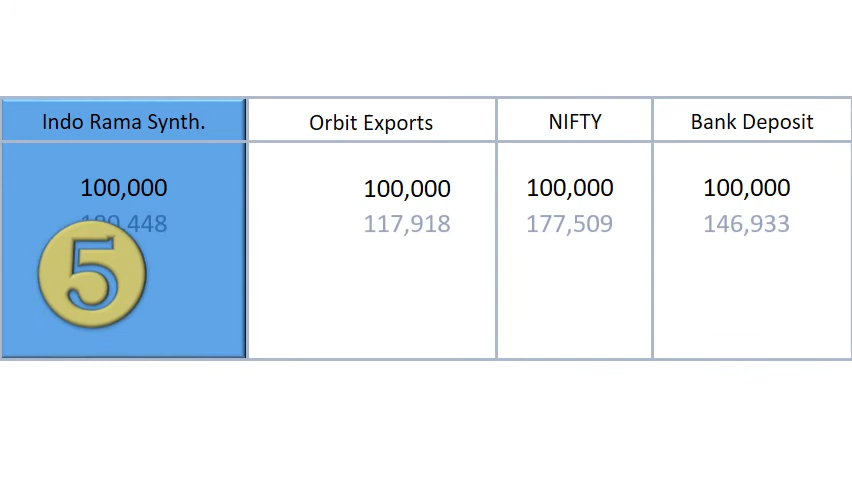 Indo Rama Synth. Orbit Exports NIFTY Bank Deposit
100,000 100,000 100,000 100,000
117,918 177,509 146,933
5